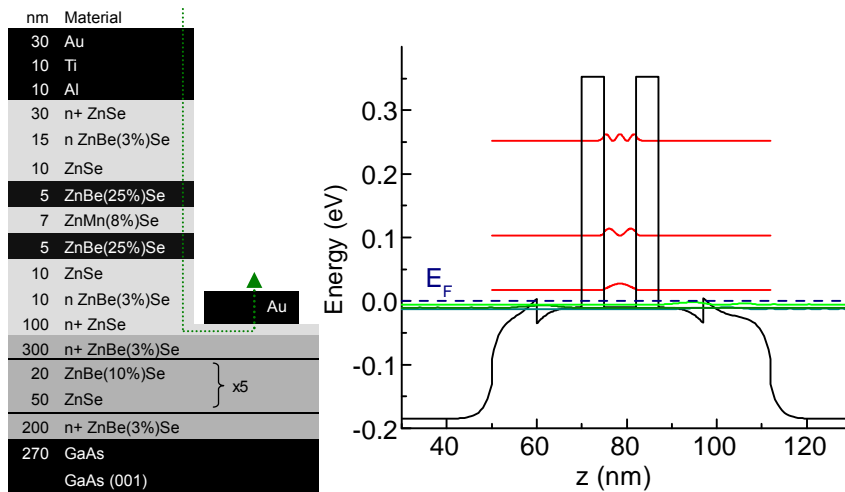 nm Material
30 Au
10 Ti
10 Al
30 n+ ZnSe
15 n ZnBe(3%)Se
10 ZnSe
5 ZnBe(25%)Se
7 ZnMn(8%)Se
5 ZnBe(25%)Se
10 ZnSe
10 n ZnBe(3%)Se
100 n+ ZnSe
300 n+ ZnBe(3%)Se
20 ZnBe(10%)Se
50 ZnSe
x5
200 n+ ZnBe(3%)Se
270 GaAs
GaAs (001)
Au
Energy (eV)
0.3
0.2
0.1
0.0
-0.1
-0.2
E_F
40 60 80 100 120
z (nm)